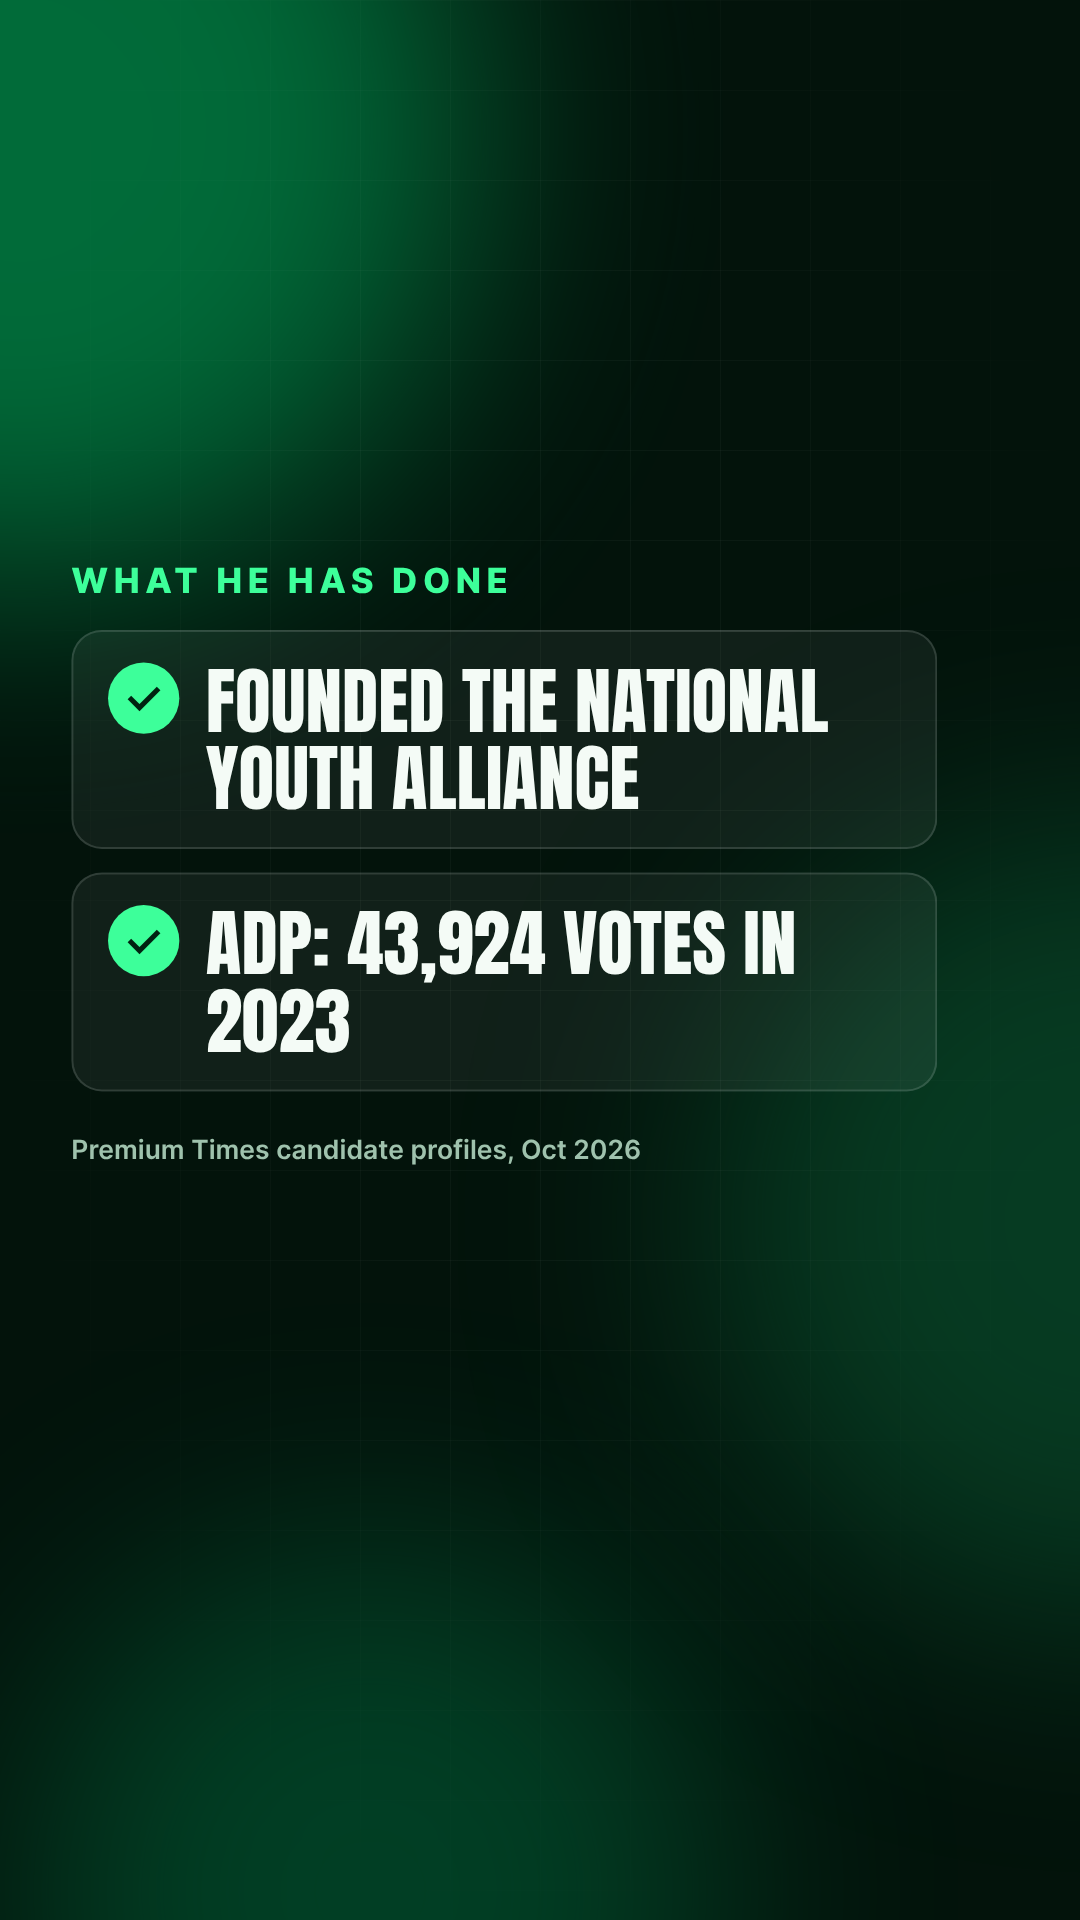 WHAT HE HAS DONE
FOUNDED THE NATIONAL
YOUTH ALLIANCE
ADP: 43,924 VOTES IN
2023
Premium Times candidate profiles, Oct 2026